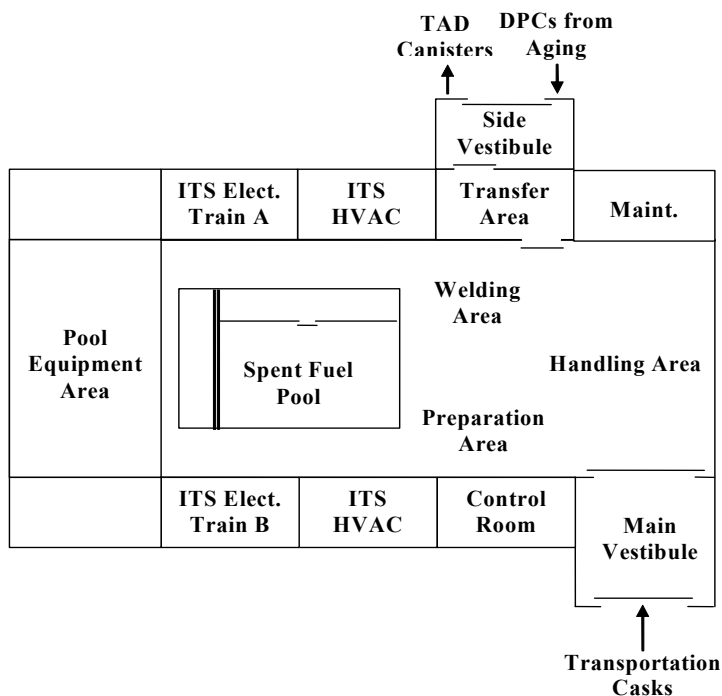 TAD
Canisters
DPCs from
Aging
Side
Vestibule
ITS Elect.
Train A
ITS
HVAC
Transfer
Area
Maint.
Welding
Area
Pool
Equipment
Area
Spent Fuel
Pool
Handling Area
Preparation
Area
ITS Elect.
Train B
ITS
HVAC
Control
Room
Main
Vestibule
Transportation
Casks